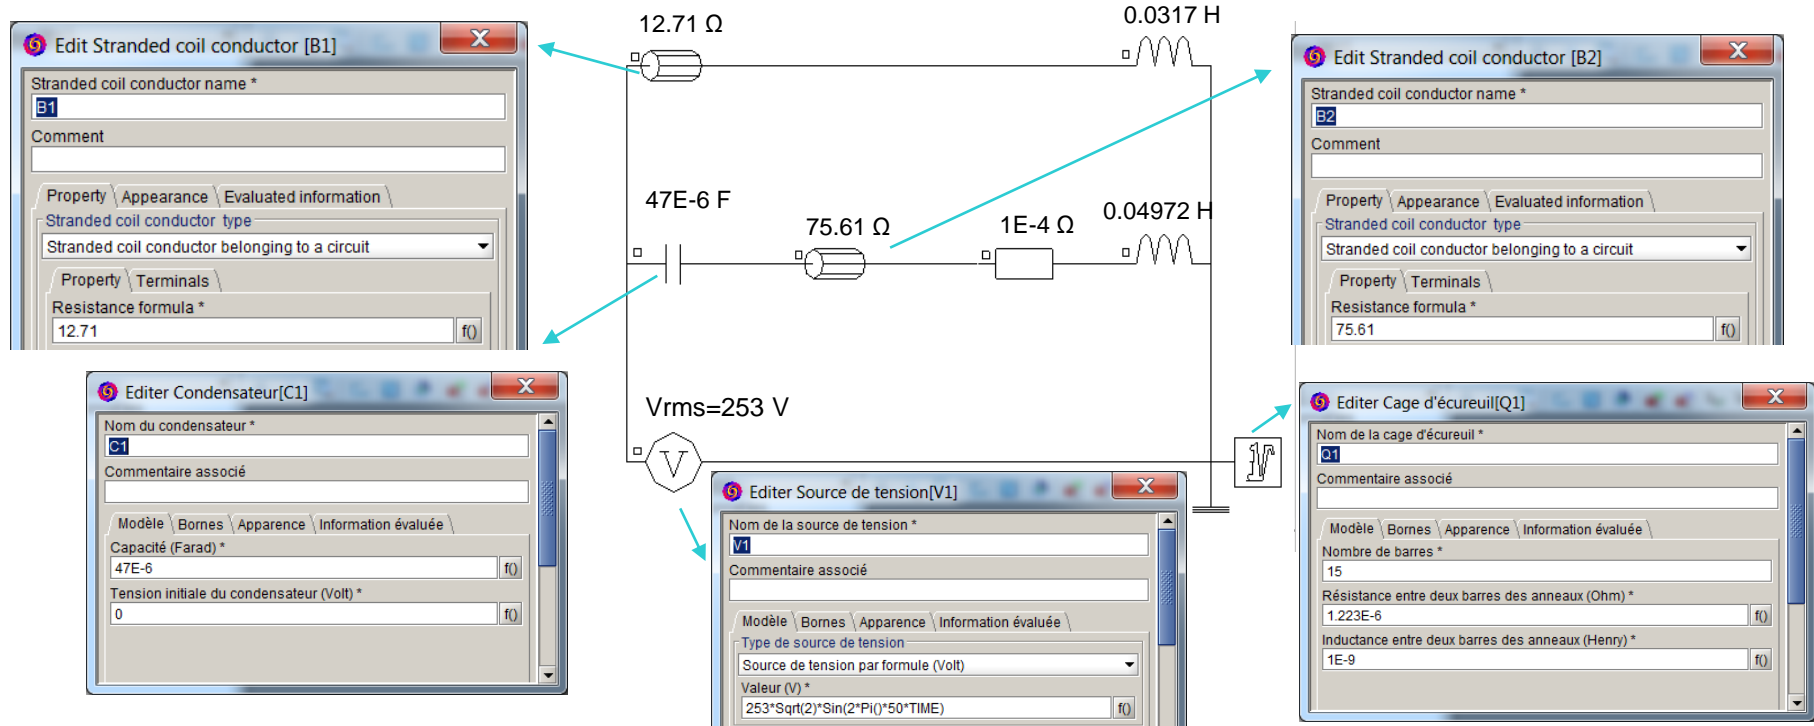 12.71 Ω
0.0317 H
Edit Stranded coil conductor [B1]
Stranded coil conductor name *
B1
Comment
Property
Appearance
Evaluated information
Stranded coil conductor type
Stranded coil conductor belonging to a circuit
Property
Terminals
Resistance formula *
12.71
f()
Edit Stranded coil conductor [B2]
Stranded coil conductor name *
B2
Comment
Property
Appearance
Evaluated information
Stranded coil conductor type
Stranded coil conductor belonging to a circuit
Property
Terminals
Resistance formula *
75.61
f()
47E-6 F
75.61 Ω
1E-4 Ω
0.04972 H
Vrms=253 V
V
Editer Condensateur[C1]
Nom du condensateur *
C1
Commentaire associé
Modèle
Bornes
Apparence
Information évaluée
Capacité (Farad) *
47E-6
f()
Tension initiale du condensateur (Volt) *
0
f()
Editer Source de tension[V1]
Nom de la source de tension *
V1
Commentaire associé
Modèle
Bornes
Apparence
Information évaluée
Type de source de tension
Source de tension par formule (Volt)
Valeur (V) *
253*Sqrt(2)*Sin(2*Pi()*50*TIME)
f()
Editer Cage d'écureuil[Q1]
Nom de la cage d'écureuil *
Q1
Commentaire associé
Modèle
Bornes
Apparence
Information évaluée
Nombre de barres *
15
Résistance entre deux barres des anneaux (Ohm) *
1.223E-6
f()
Inductance entre deux barres des anneaux (Henry) *
1E-9
f()